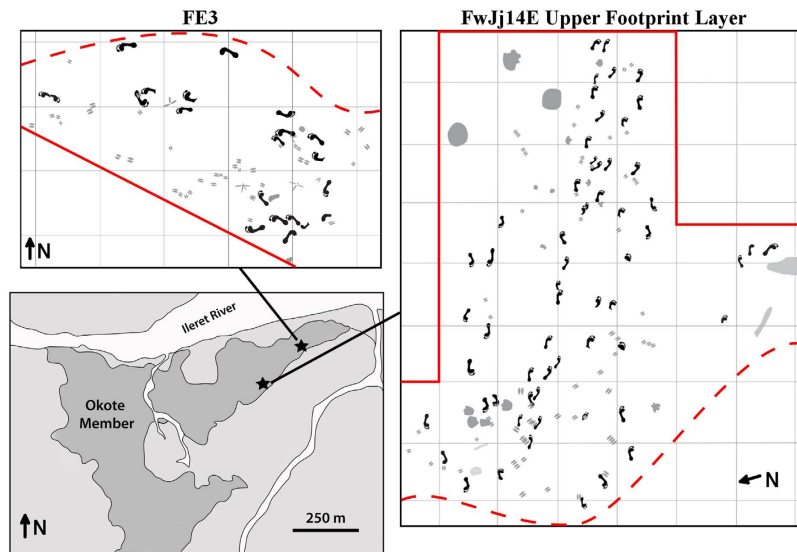 FE3
FwJj14E Upper Footprint Layer
N
Ileret River
Okote
Member
N
250 m
N